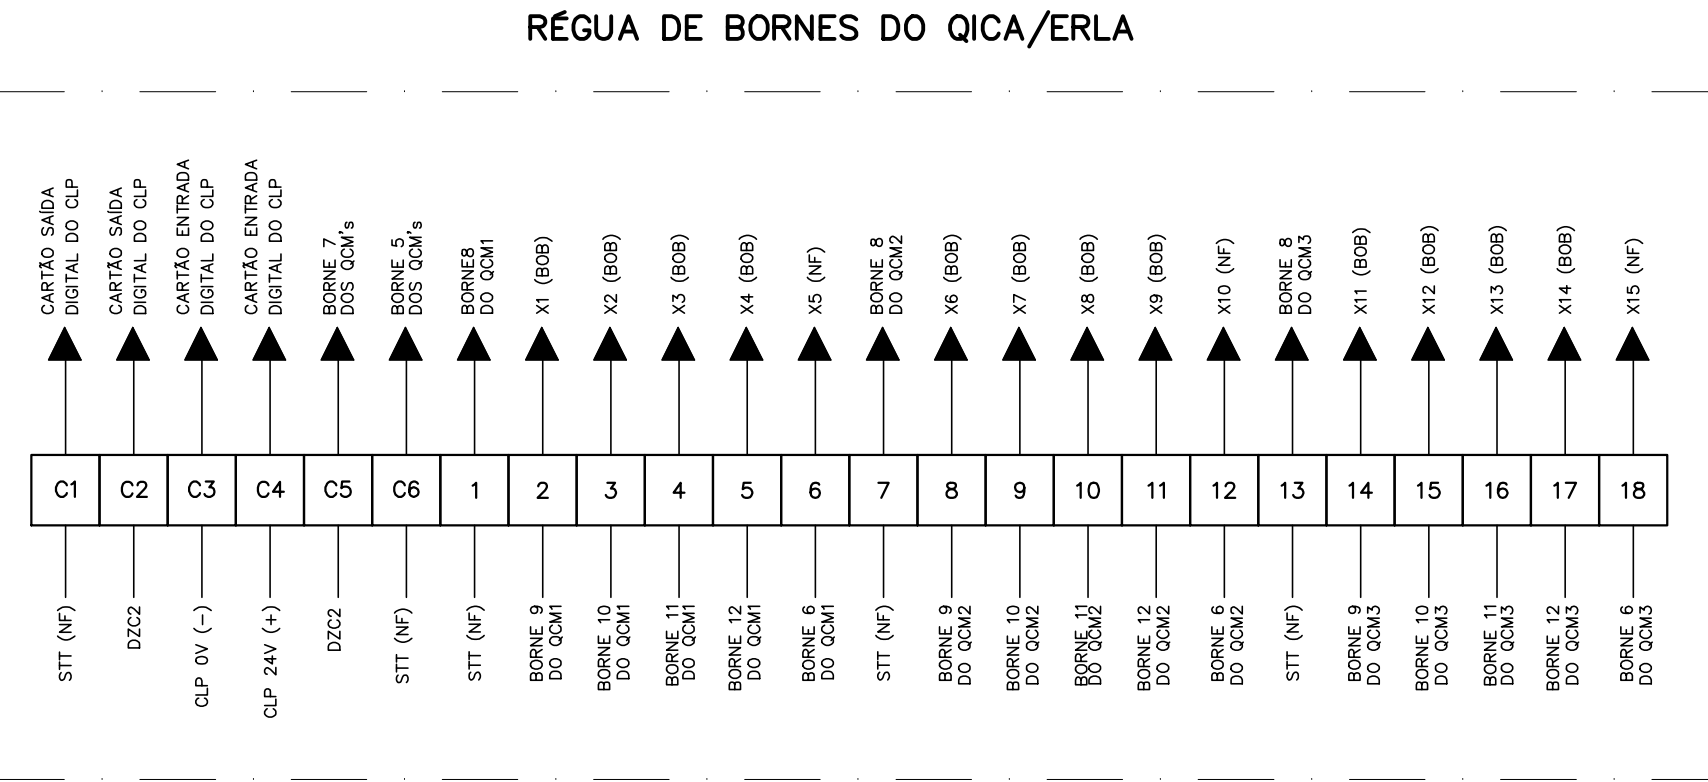 RÉGUA DE BORNES DO QICA/ERLA
CARTÃO SAÍDA
DIGITAL DO CLP
CARTÃO SAÍDA
DIGITAL DO CLP
CARTÃO ENTRADA
DIGITAL DO CLP
CARTÃO ENTRADA
DIGITAL DO CLP
BORNE 7
DOS QCM's
BORNE 5
DOS QCM's
BORNE8
DO QCM1
X1 (BOB)
X2 (BOB)
X3 (BOB)
X4 (BOB)
X5 (NF)
BORNE 8
DO QCM2
X6 (BOB)
X7 (BOB)
X8 (BOB)
X9 (BOB)
X10 (NF)
BORNE 8
DO QCM3
X11 (BOB)
X12 (BOB)
X13 (BOB)
X14 (BOB)
X15 (NF)
C1 C2 C3 C4 C5 C6 1 2 3 4 5 6 7 8 9 10 11 12 13 14 15 16 17 18
STT (NF)
DZC2
CLP 0V (-)
CLP 24V (+)
DZC2
STT (NF)
STT (NF)
BORNE 9
DO QCM1
BORNE 10
DO QCM1
BORNE 11
DO QCM1
BORNE 12
DO QCM1
BORNE 6
DO QCM1
STT (NF)
BORNE 9
DO QCM2
BORNE 10
DO QCM2
BORNE 11
DO QCM2
BORNE 12
DO QCM2
BORNE 6
DO QCM2
STT (NF)
BORNE 9
DO QCM3
BORNE 10
DO QCM3
BORNE 11
DO QCM3
BORNE 12
DO QCM3
BORNE 6
DO QCM3